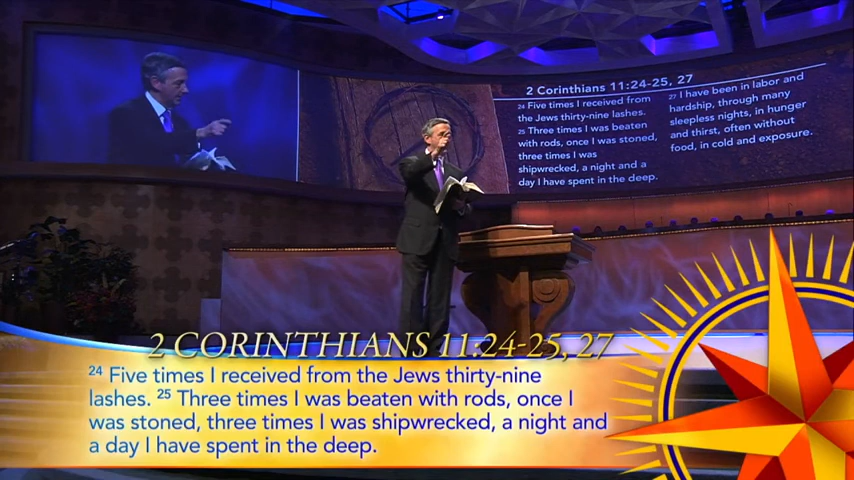 2 Corinthians 11:24-25, 27
24 Five times I received from
the Jews thirty-nine lashes.
25 Three times I was beaten
with rods, once I was stoned,
three times I was
shipwrecked, a night and a
day I have spent in the deep.
27 I have been in labor and
hardship, through many
sleepless nights, in hunger
and thirst, often without
food, in cold and exposure.
2 CORINTHIANS 11:24-25, 27
24 Five times I received from the Jews thirty-nine
lashes. 25 Three times I was beaten with rods, once I
was stoned, three times I was shipwrecked, a night and
a day I have spent in the deep.